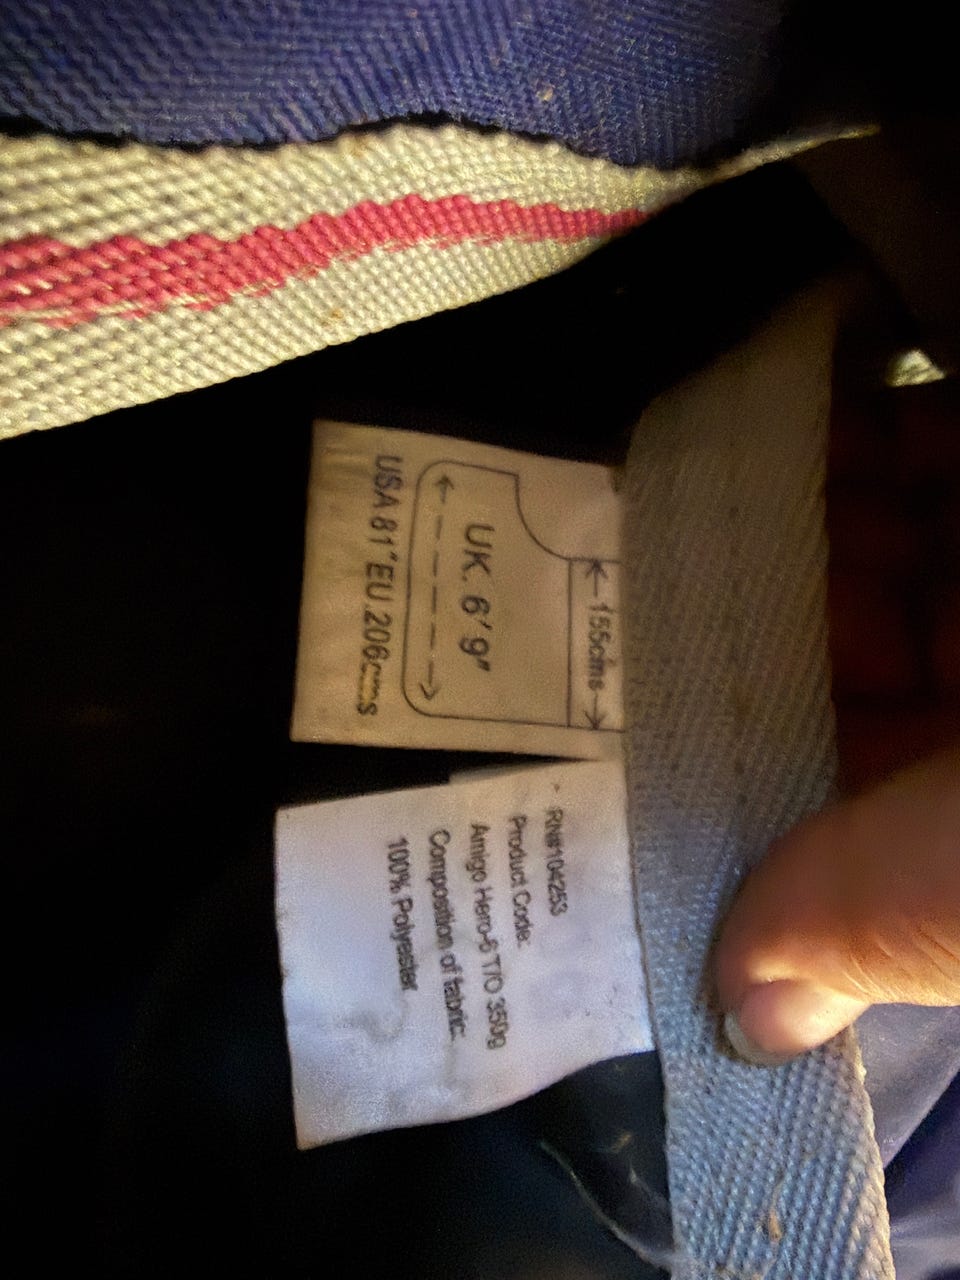 ←155cms→
UK. 6' 9"
USA 81" EU.206cms
RN#104253
Product Code:
Amigo Hero-6 T/O 350g
Composition of fabric:
100% Polyester